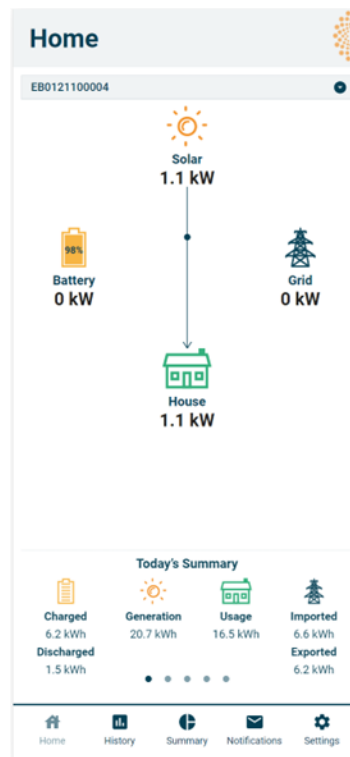 Home
EB0121100004
Solar
1.1 kW
98%
Battery
0 kW
Grid
0 kW
House
1.1 kW
Today's Summary
Charged
6.2 kWh
Discharged
1.5 kWh
Generation
20.7 kWh
Usage
16.5 kWh
Imported
6.6 kWh
Exported
6.2 kWh
Home
History
Summary
Notifications
Settings